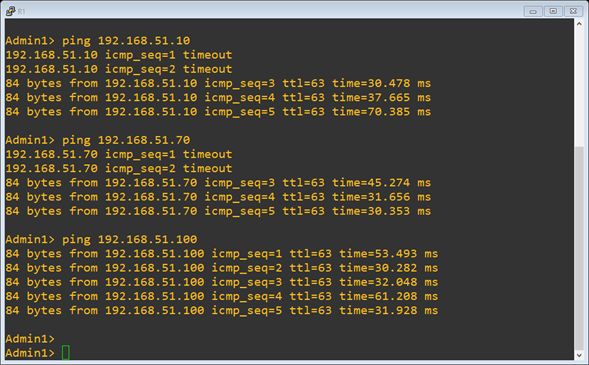 R1
Admin1> ping 192.168.51.10
192.168.51.10 icmp_seq=1 timeout
192.168.51.10 icmp_seq=2 timeout
84 bytes from 192.168.51.10 icmp_seq=3 ttl=63 time=30.478 ms
84 bytes from 192.168.51.10 icmp_seq=4 ttl=63 time=37.665 ms
84 bytes from 192.168.51.10 icmp_seq=5 ttl=63 time=70.385 ms
Admin1> ping 192.168.51.70
192.168.51.70 icmp_seq=1 timeout
192.168.51.70 icmp_seq=2 timeout
84 bytes from 192.168.51.70 icmp_seq=3 ttl=63 time=45.274 ms
84 bytes from 192.168.51.70 icmp_seq=4 ttl=63 time=31.656 ms
84 bytes from 192.168.51.70 icmp_seq=5 ttl=63 time=30.353 ms
Admin1> ping 192.168.51.100
84 bytes from 192.168.51.100 icmp_seq=1 ttl=63 time=53.493 ms
84 bytes from 192.168.51.100 icmp_seq=2 ttl=63 time=30.282 ms
84 bytes from 192.168.51.100 icmp_seq=3 ttl=63 time=32.048 ms
84 bytes from 192.168.51.100 icmp_seq=4 ttl=63 time=61.208 ms
84 bytes from 192.168.51.100 icmp_seq=5 ttl=63 time=31.928 ms
Admin1>
Admin1>